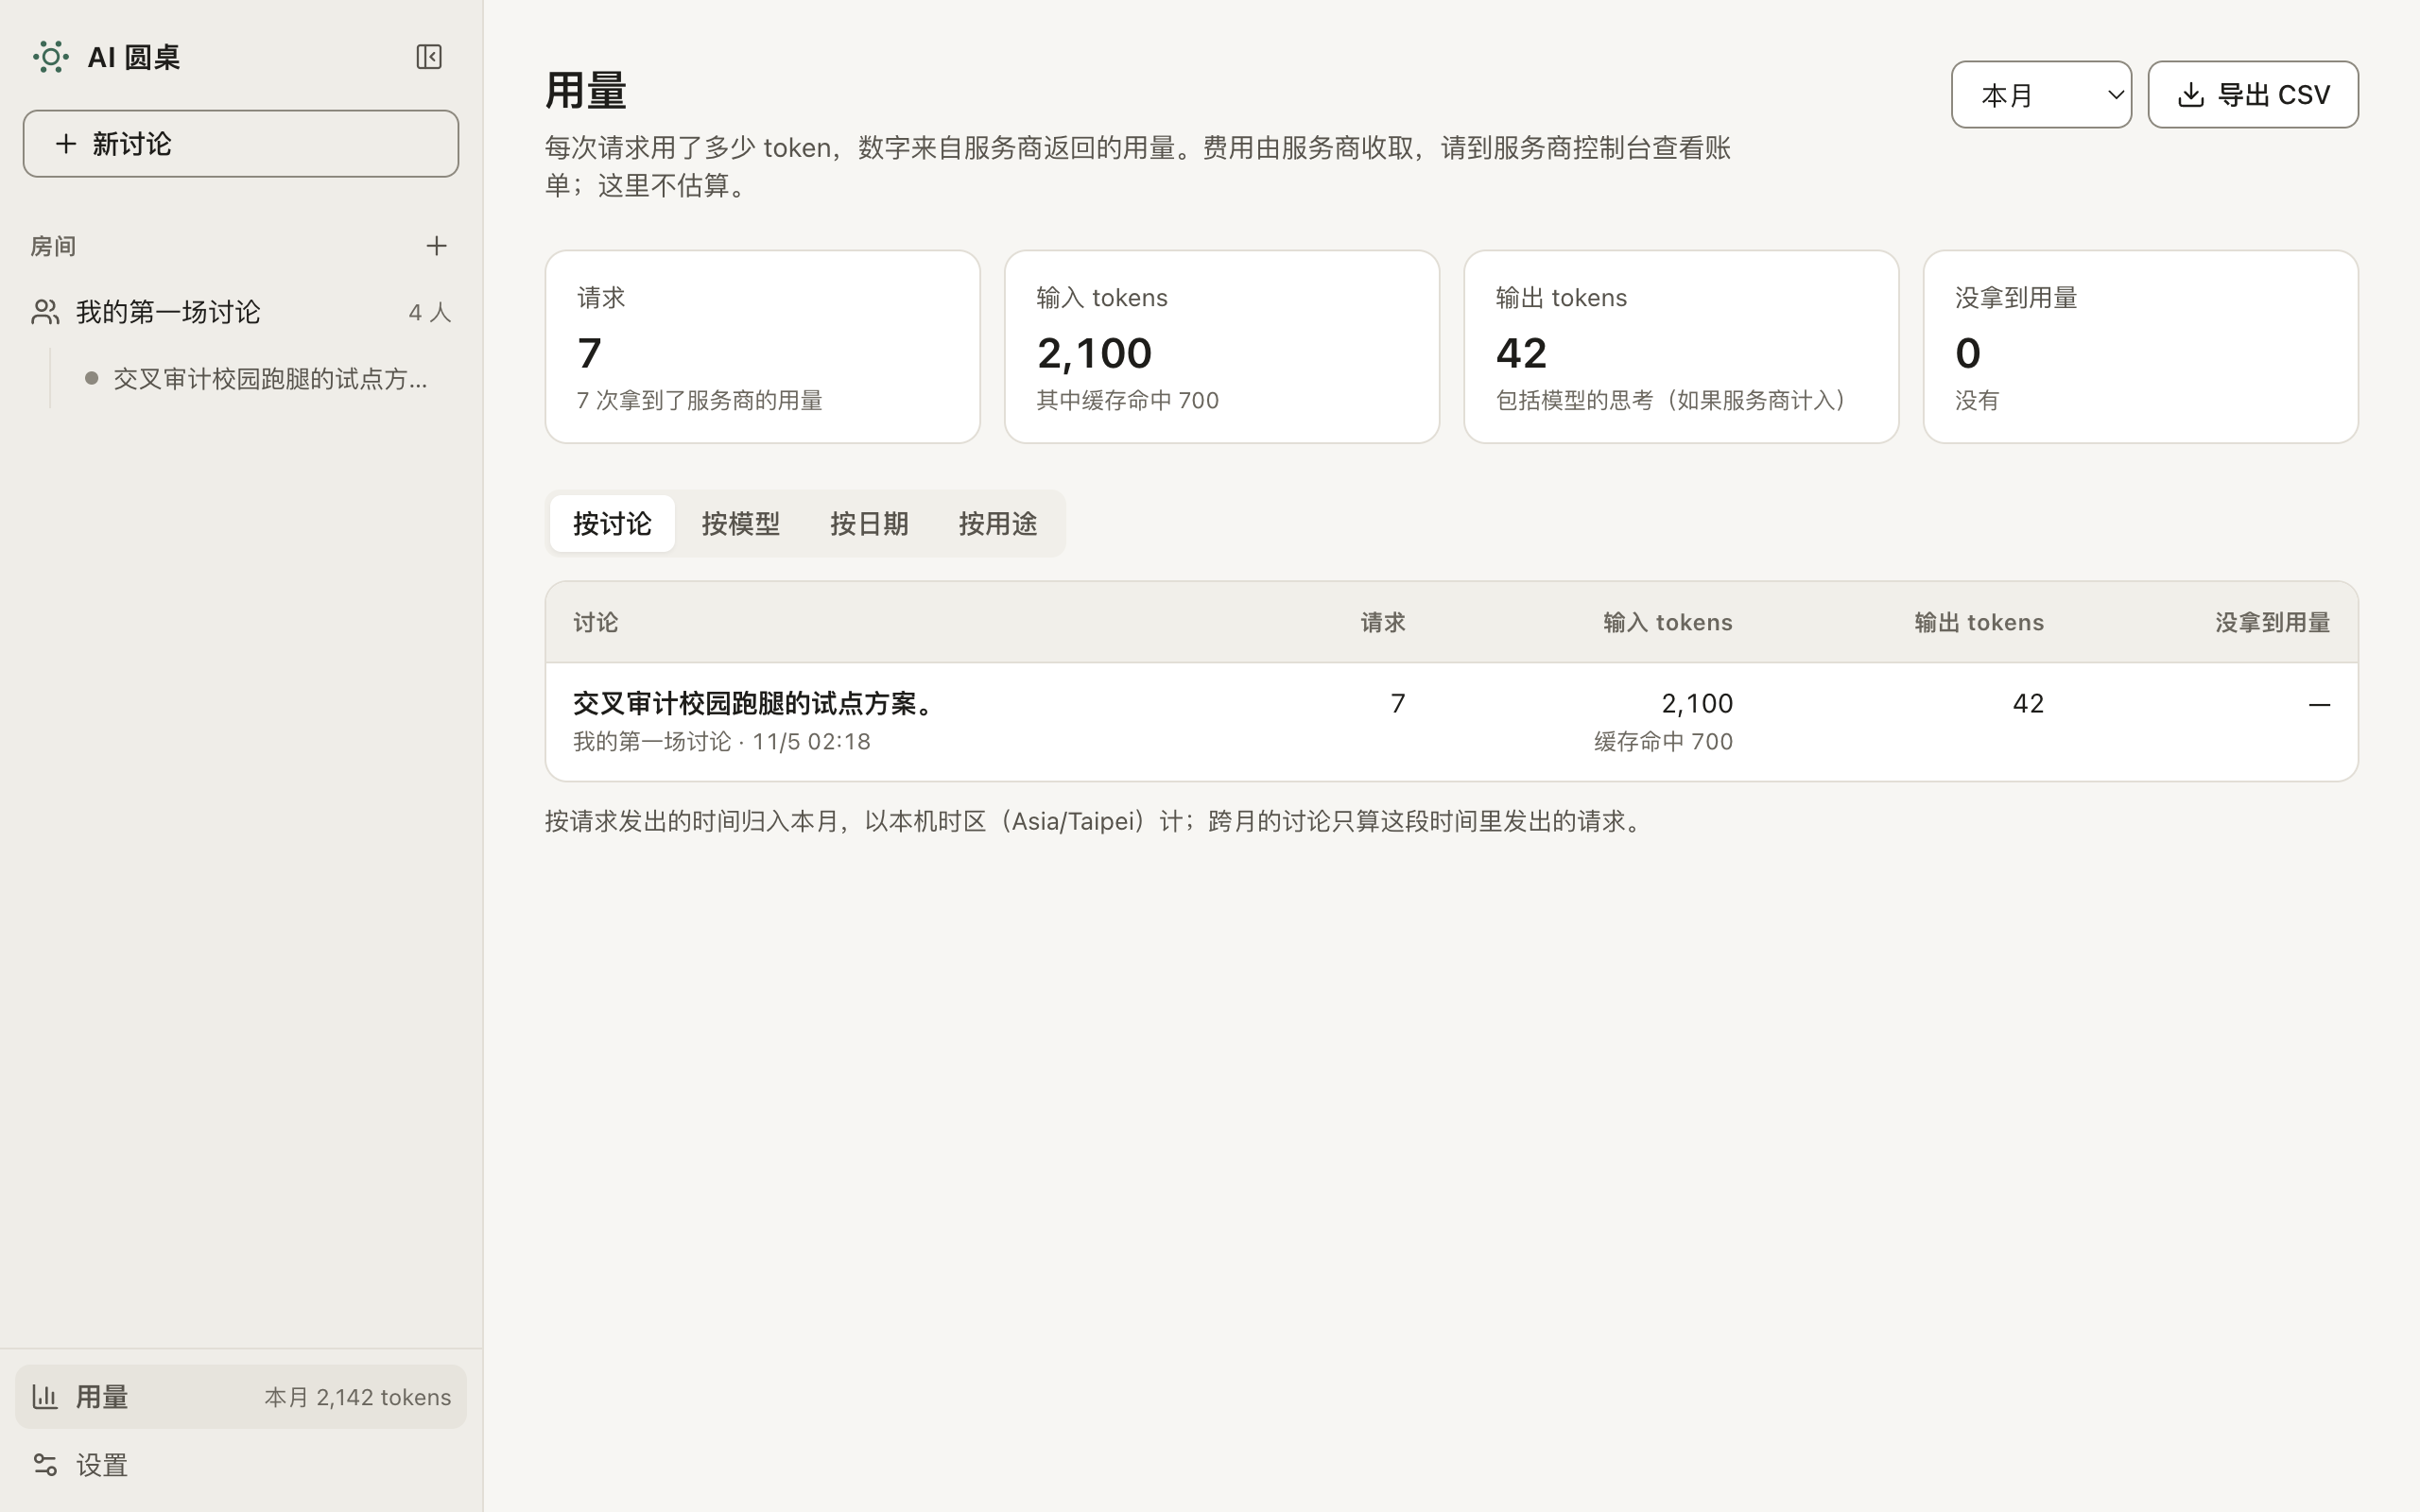 AI 圆桌
新讨论
房间
我的第一场讨论 4 人
交叉审计校园跑腿的试点方...
用量 本月 2,142 tokens
设置
用量
本月
导出 CSV
每次请求用了多少 token，数字来自服务商返回的用量。费用由服务商收取，请到服务商控制台查看账
单；这里不估算。
请求
7
7 次拿到了服务商的用量
输入 tokens
2,100
其中缓存命中 700
输出 tokens
42
包括模型的思考（如果服务商计入）
没拿到用量
0
没有
按讨论 按模型 按日期 按用途
讨论 请求 输入 tokens 输出 tokens 没拿到用量
交叉审计校园跑腿的试点方案。 7 2,100 42 —
我的第一场讨论 · 11/5 02:18 缓存命中 700
按请求发出的时间归入本月，以本机时区（Asia/Taipei）计；跨月的讨论只算这段时间里发出的请求。